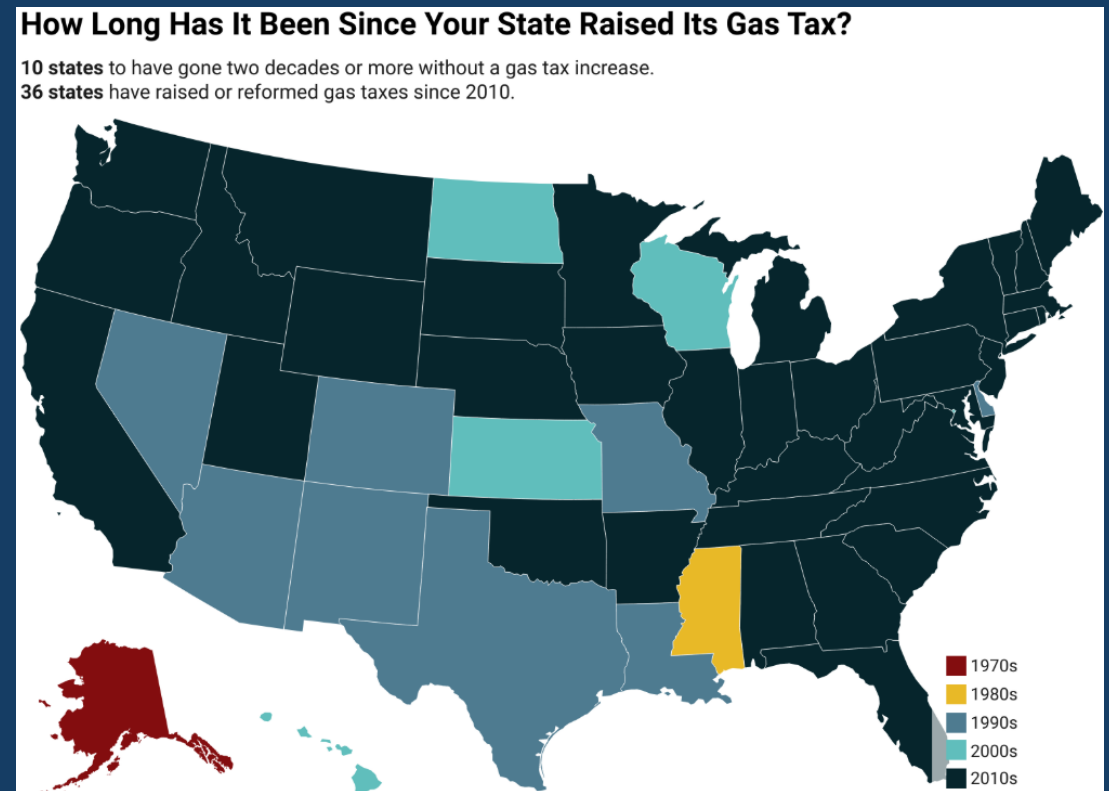 How Long Has It Been Since Your State Raised Its Gas Tax?
10 states to have gone two decades or more without a gas tax increase.
36 states have raised or reformed gas taxes since 2010.
1970s
1980s
1990s
2000s
2010s